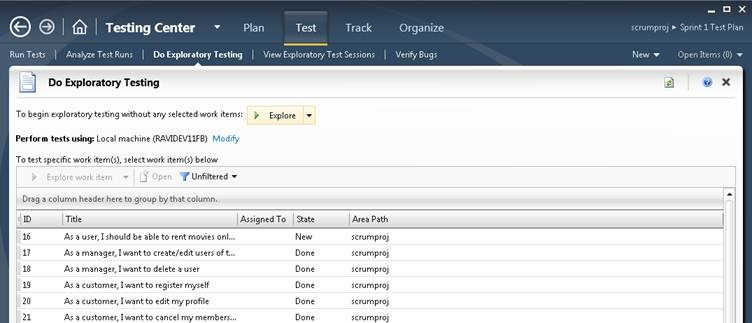 Testing Center Plan Test Track Organize scrumproj ▸ Sprint 1 Test Plan
Run Tests Analyze Test Runs Do Exploratory Testing View Exploratory Test Sessions Verify Bugs New Open Items (0)
Do Exploratory Testing
To begin exploratory testing without any selected work items: Explore
Perform tests using: Local machine (RAVIDEV11FB) Modify
To test specific work item(s), select work item(s) below
Explore work item Open Unfiltered
Drag a column header here to group by that column.
ID Title Assigned To State Area Path
16 As a user, I should be able to rent movies onl... New scrumproj
17 As a manager, I want to create/edit users of t... Done scrumproj
18 As a manager, I want to delete a user Done scrumproj
19 As a customer, I want to register myself Done scrumproj
20 As a customer, I want to edit my profile Done scrumproj
21 As a customer, I want to cancel my members... Done scrumproj